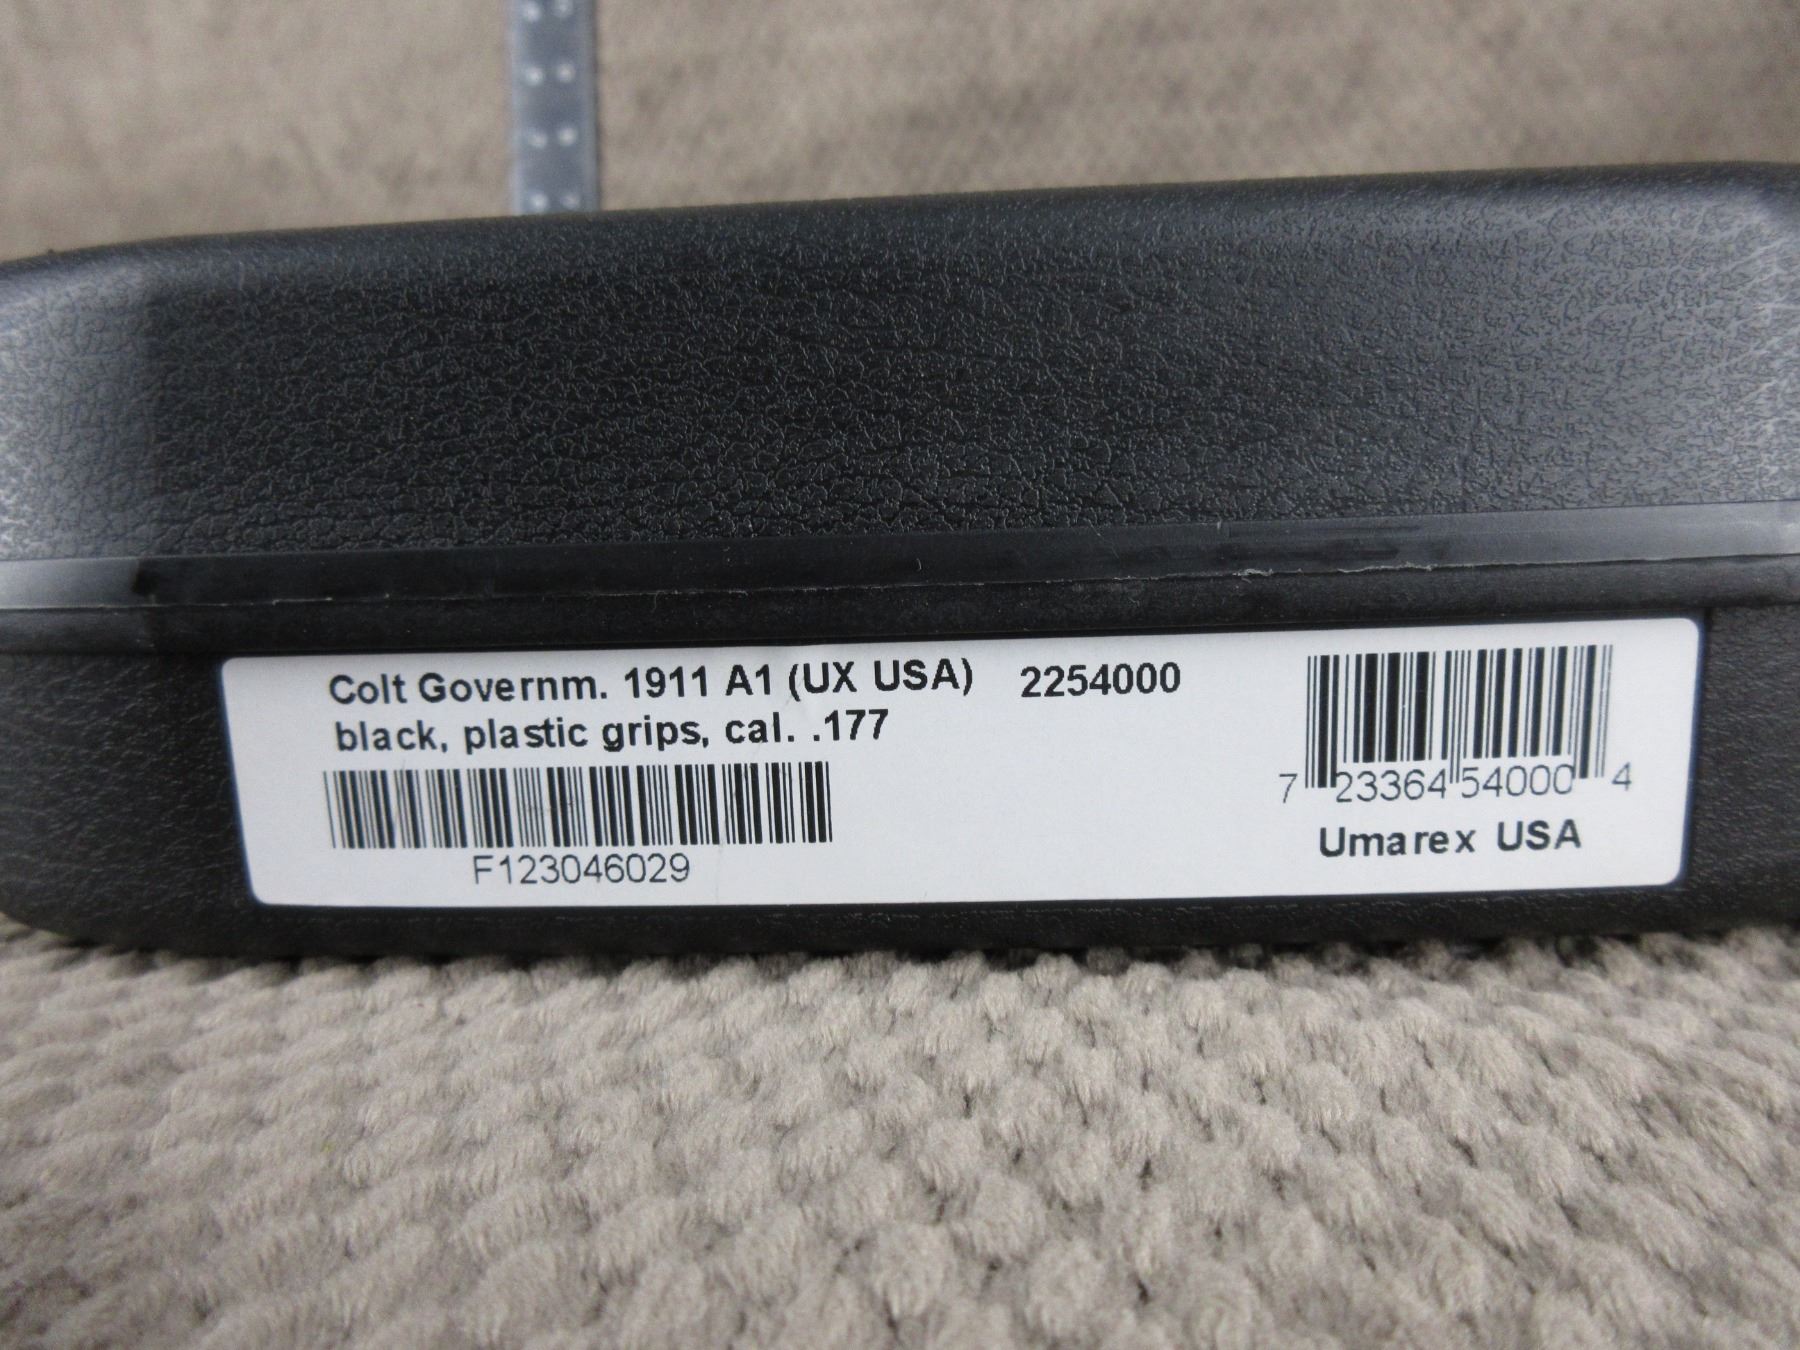 Colt Governm. 1911 A1 (UX USA) 2254000
black, plastic grips, cal. .177
F123046029
7 23364 54000 4
Umarex USA